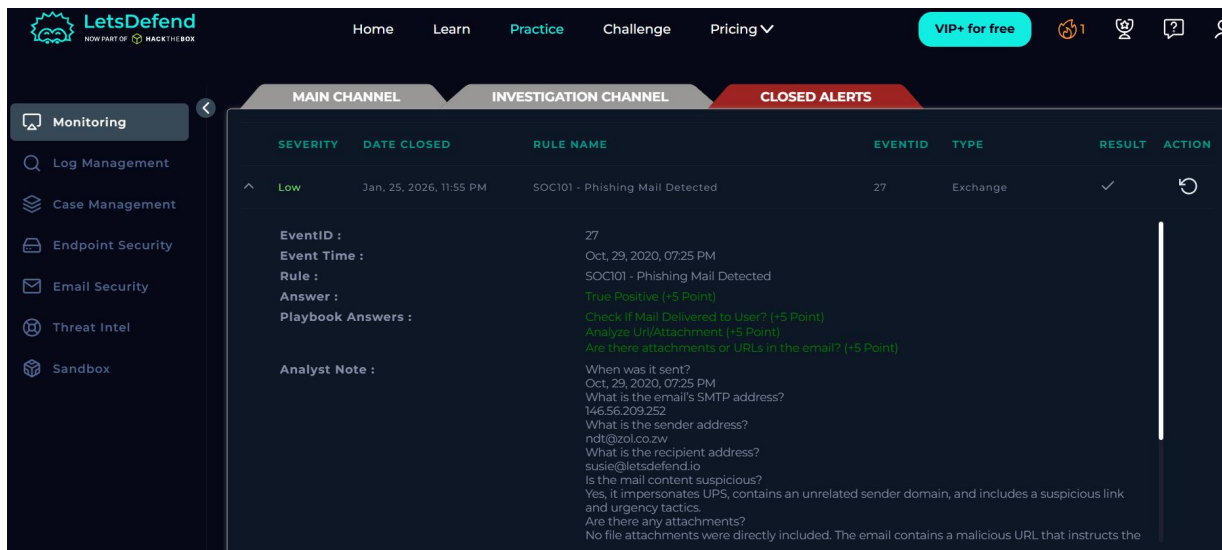 LetsDefend
NOW PART OF HACKTHEBOX
Home Learn Practice Challenge Pricing
VIP+ for free
1
MAIN CHANNEL INVESTIGATION CHANNEL CLOSED ALERTS
Monitoring
Log Management
Case Management
Endpoint Security
Email Security
Threat Intel
Sandbox
SEVERITY DATE CLOSED RULE NAME EVENTID TYPE RESULT ACTION
Low Jan, 25, 2026, 11:55 PM SOC101 - Phishing Mail Detected 27 Exchange
EventID : 27
Event Time : Oct, 29, 2020, 07:25 PM
Rule : SOC101 - Phishing Mail Detected
Answer : True Positive (+5 Point)
Playbook Answers : Check If Mail Delivered to User? (+5 Point)
Analyze Url/Attachment (+5 Point)
Are there attachments or URLs in the email? (+5 Point)
Analyst Note : When was it sent?
Oct, 29, 2020, 07:25 PM
What is the email's SMTP address?
146.56.209.252
What is the sender address?
ndt@zol.co.zw
What is the recipient address?
susie@letsdefend.io
Is the mail content suspicious?
Yes, it impersonates UPS, contains an unrelated sender domain, and includes a suspicious link
and urgency tactics.
Are there any attachments?
No file attachments were directly included. The email contains a malicious URL that instructs the